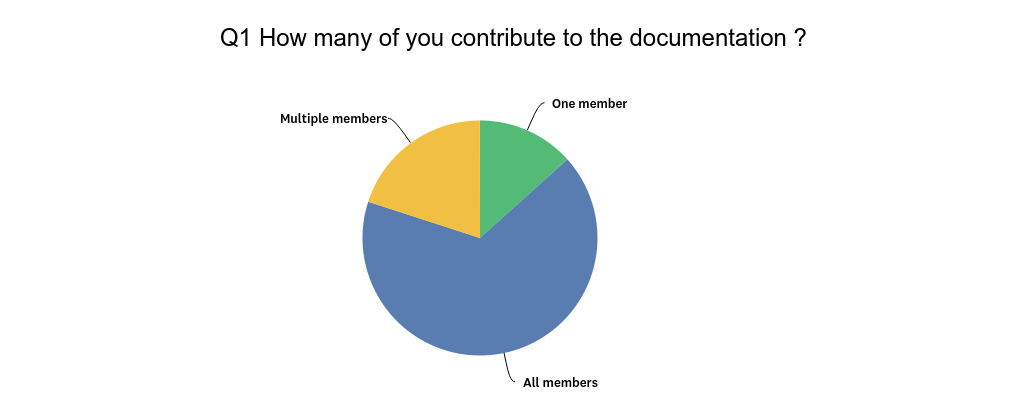 Q1 How many of you contribute to the documentation ?
One member
Multiple members
All members